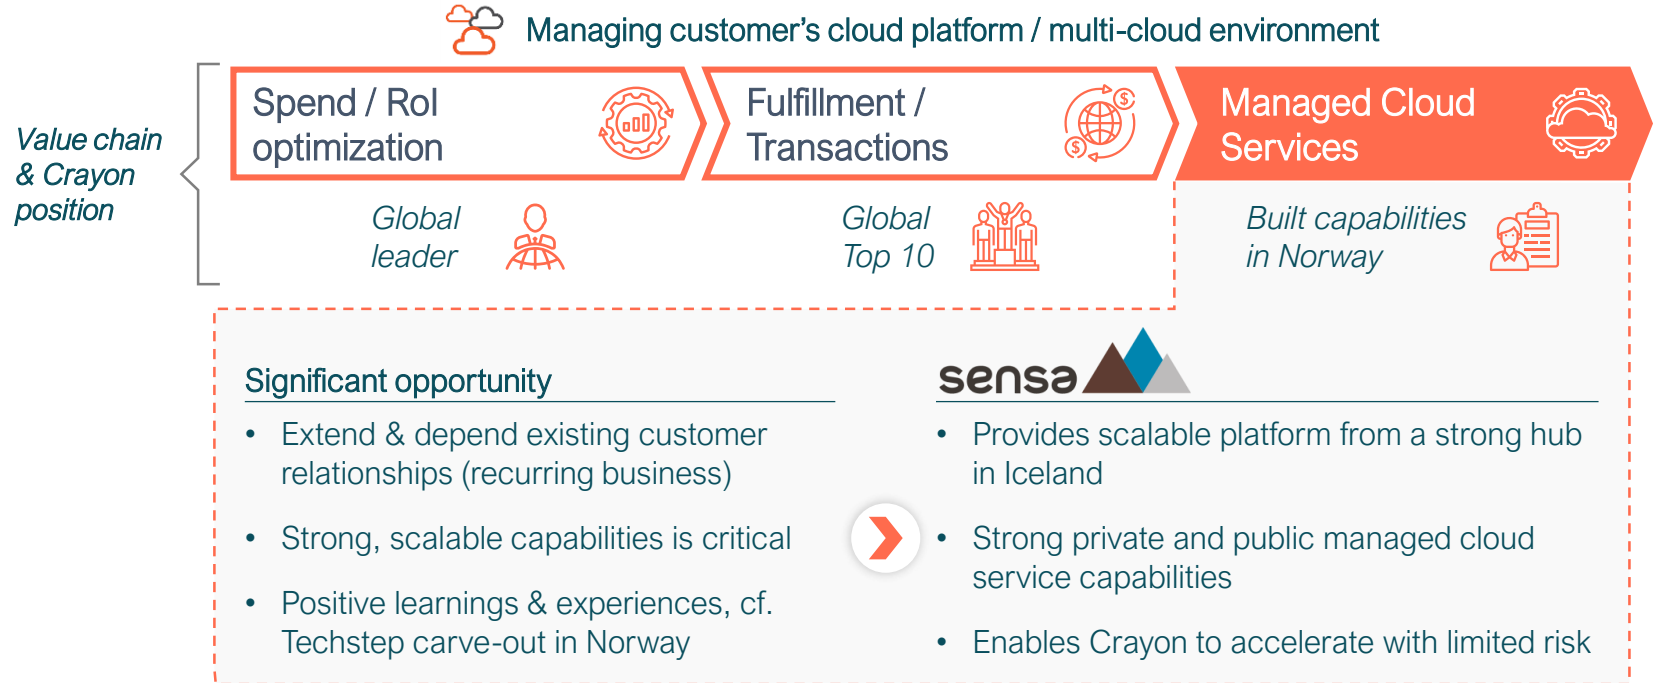 Managing customer's cloud platform / multi-cloud environment
Value chain
& Crayon
position
Spend / RoI
optimization
Fulfillment /
Transactions
$
$
Managed Cloud
Services
Global
leader
Global
Top 10
Built capabilities
in Norway
Significant opportunity
• Extend & depend existing customer
relationships (recurring business)
• Strong, scalable capabilities is critical
• Positive learnings & experiences, cf.
Techstep carve-out in Norway
sensa
• Provides scalable platform from a strong hub
in Iceland
• Strong private and public managed cloud
service capabilities
• Enables Crayon to accelerate with limited risk